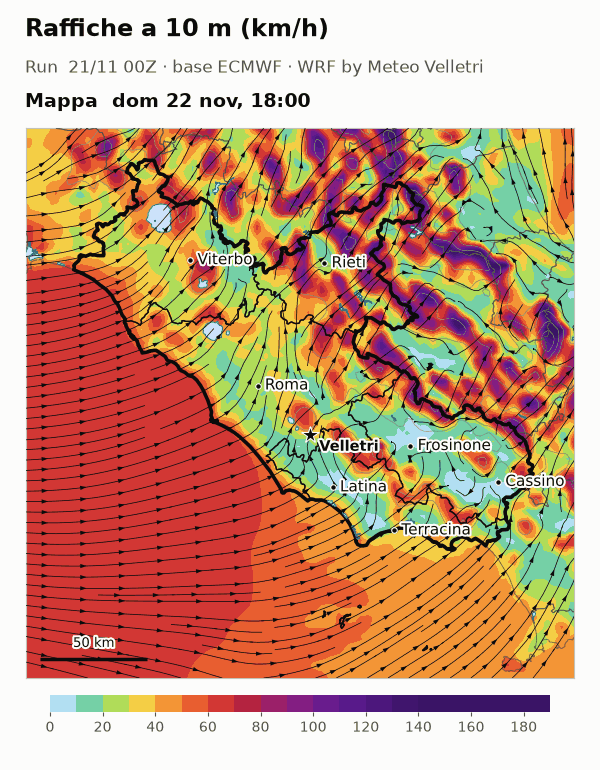 Raffiche a 10 m (km/h)
Run  21/11 00Z · base ECMWF · WRF by Meteo Velletri
Mappa  dom 22 nov, 18:00
Viterbo
Rieti
Roma
Velletri
Frosinone
Latina
Cassino
Terracina
50 km
0 20 40 60 80 100 120 140 160 180